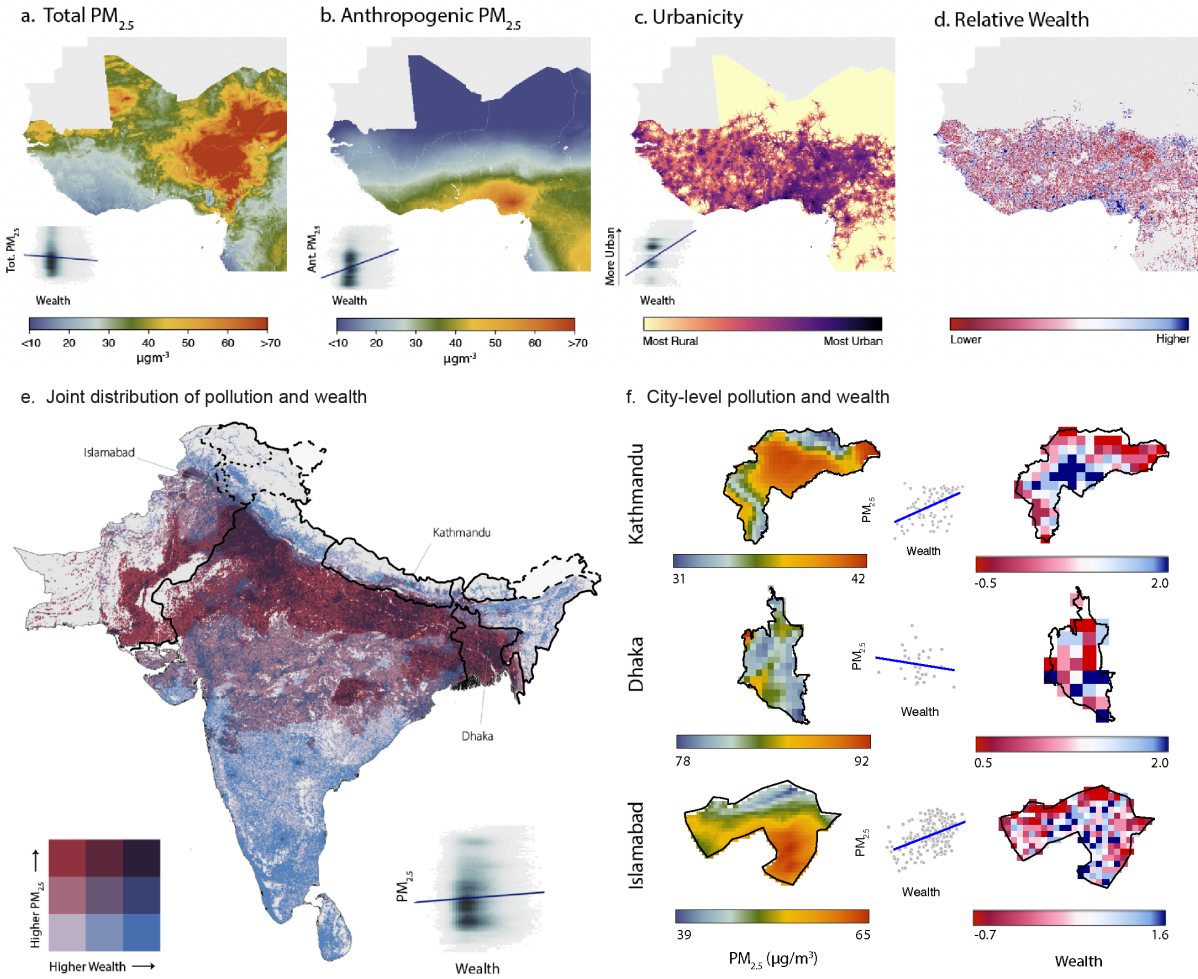 a. Total PM2.5
b. Anthropogenic PM2.5
c. Urbanicity
d. Relative Wealth
Tot. PM2.5
Wealth
Ant. PM2.5
Wealth
More Urban
Wealth
<10 20 30 40 50 60 >70
µgm-3
<10 20 30 40 50 60 >70
µgm-3
Most Rural Most Urban
Lower Higher
e. Joint distribution of pollution and wealth
Islamabad
Kathmandu
Dhaka
Higher PM2.5
Higher Wealth
PM2.5
Wealth
f. City-level pollution and wealth
Kathmandu
PM2.5
Wealth
31 42
-0.5 2.0
Dhaka
PM2.5
Wealth
78 92
0.5 2.0
Islamabad
PM2.5
Wealth
39 65
-0.7 1.6
PM2.5 (µg/m3)
Wealth